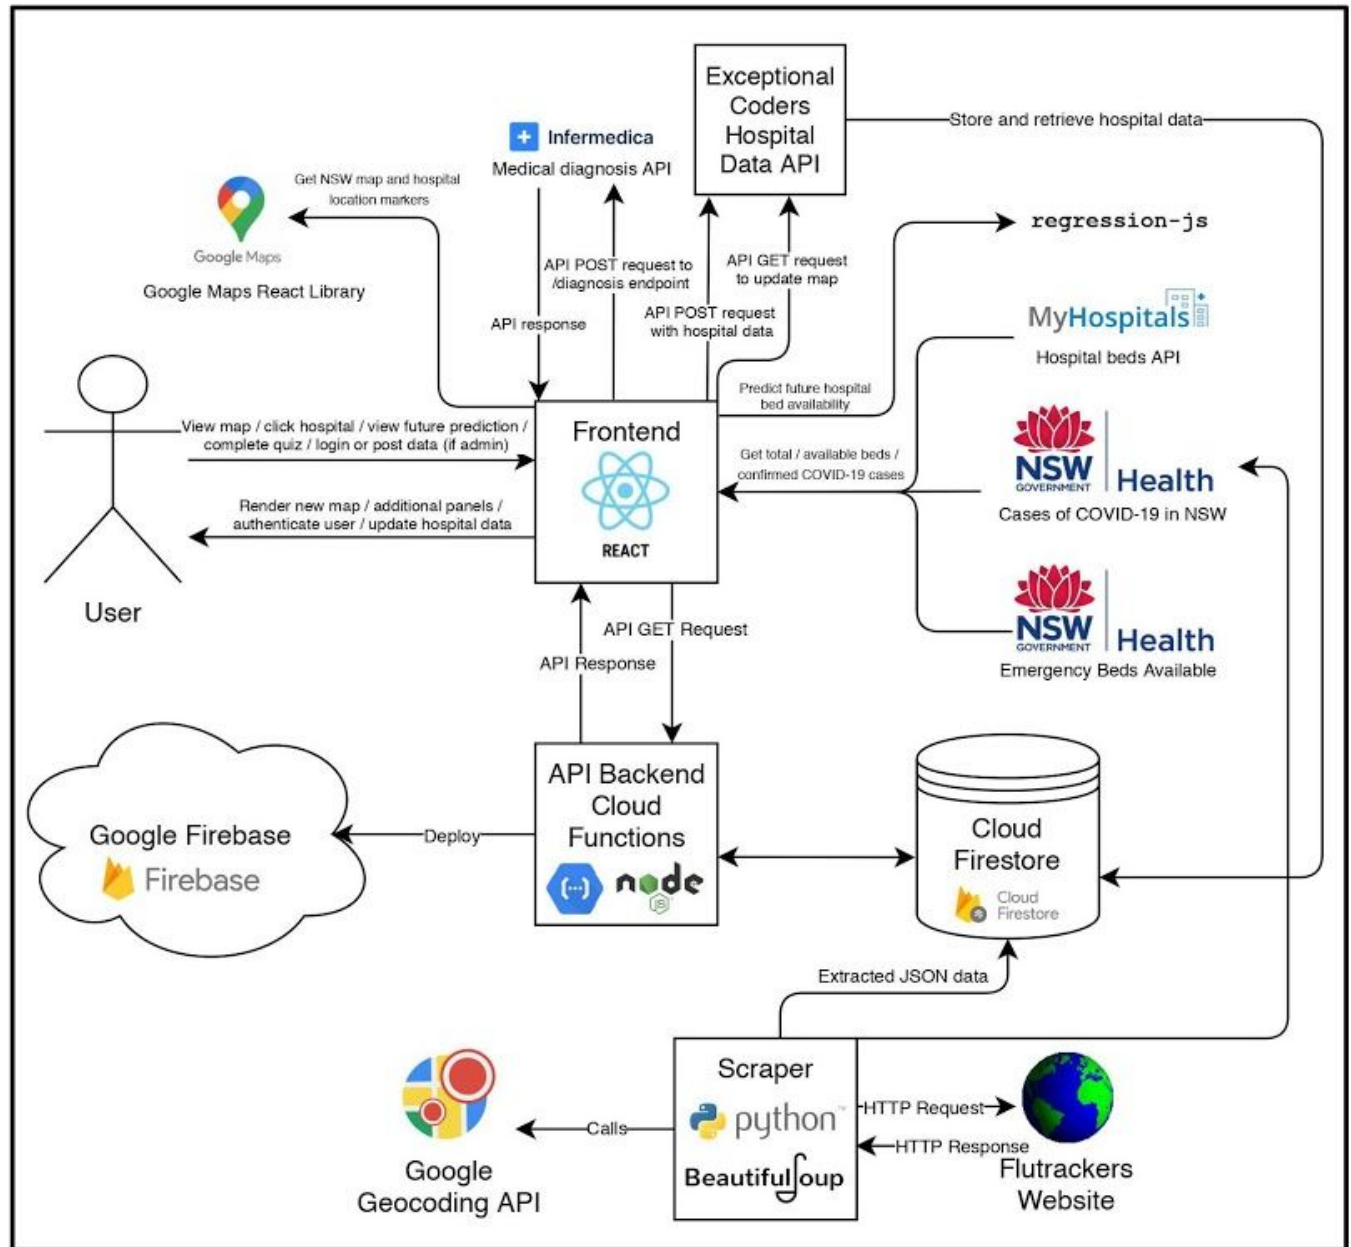 Exceptional
Coders
Hospital
Data API
Store and retrieve hospital data
Infermedica
Medical diagnosis API
Get NSW map and hospital
location markers
Google Maps
Google Maps React Library
regression-js
API POST request to
/diagnosis endpoint
API GET request
to update map
API response
API POST request
with hospital data
MyHospitals
Hospital beds API
Predict future hospital
bed availability
View map / click hospital / view future prediction /
complete quiz / login or post data (if admin)
Frontend
REACT
Get total / available beds /
confirmed COVID-19 cases
NSW
GOVERNMENT
Health
Cases of COVID-19 in NSW
Render new map / additional panels /
authenticate user / update hospital data
User
API GET Request
API Response
NSW
GOVERNMENT
Health
Emergency Beds Available
Google Firebase
Firebase
Deploy
API Backend
Cloud
Functions
node
JS
Cloud
Firestore
Cloud
Firestore
Extracted JSON data
Scraper
python™
BeautifulSoup
Calls
Google
Geocoding API
HTTP Request
HTTP Response
Flutrackers
Website